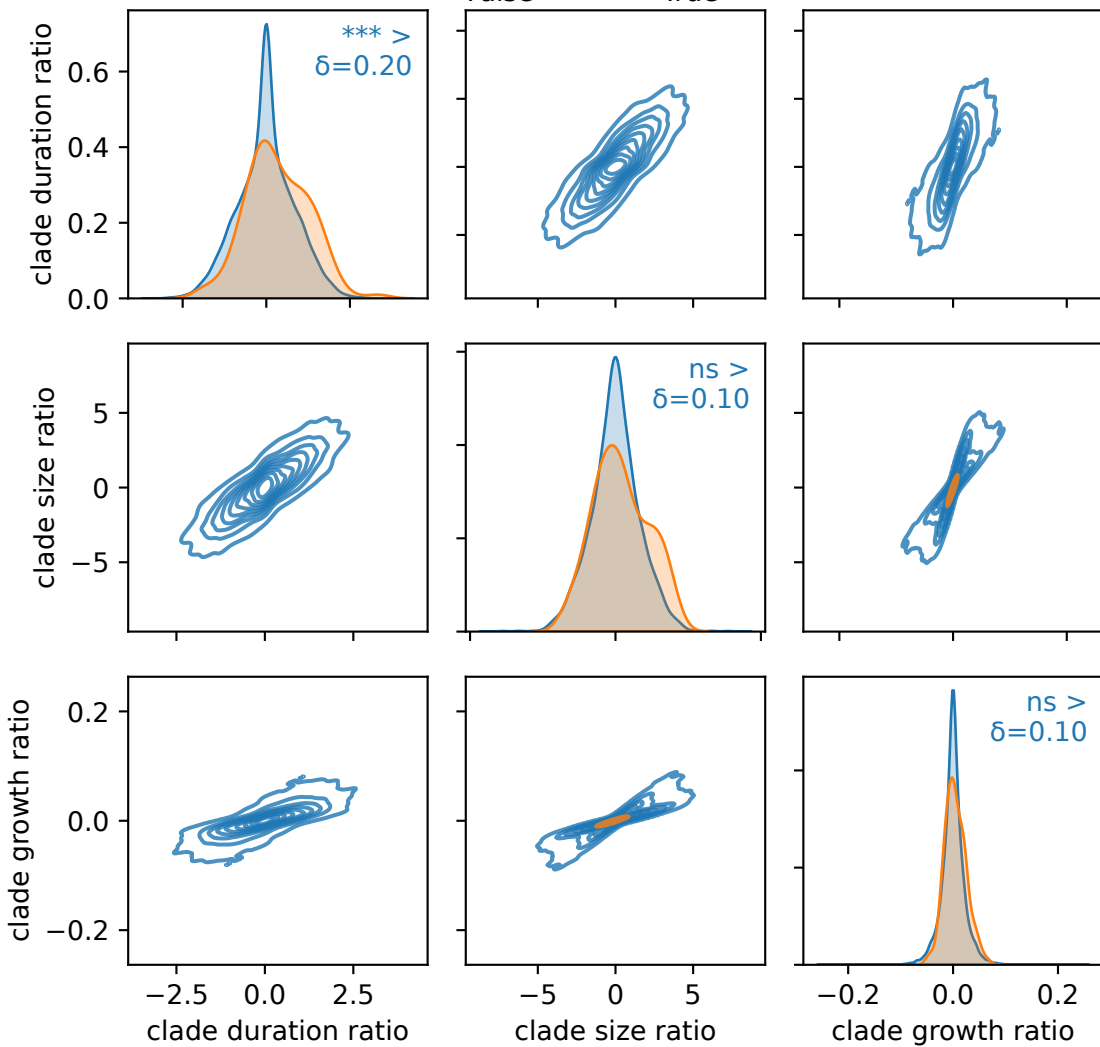 False True
clade duration ratio
0.6
0.4
0.2
0.0
*** >
δ=0.20
clade size ratio
5
0
−5
ns >
δ=0.10
clade growth ratio
0.2
0.0
−0.2
ns >
δ=0.10
−2.5 0.0 2.5
−5 0 5
−0.2 0.0 0.2
clade duration ratio
clade size ratio
clade growth ratio